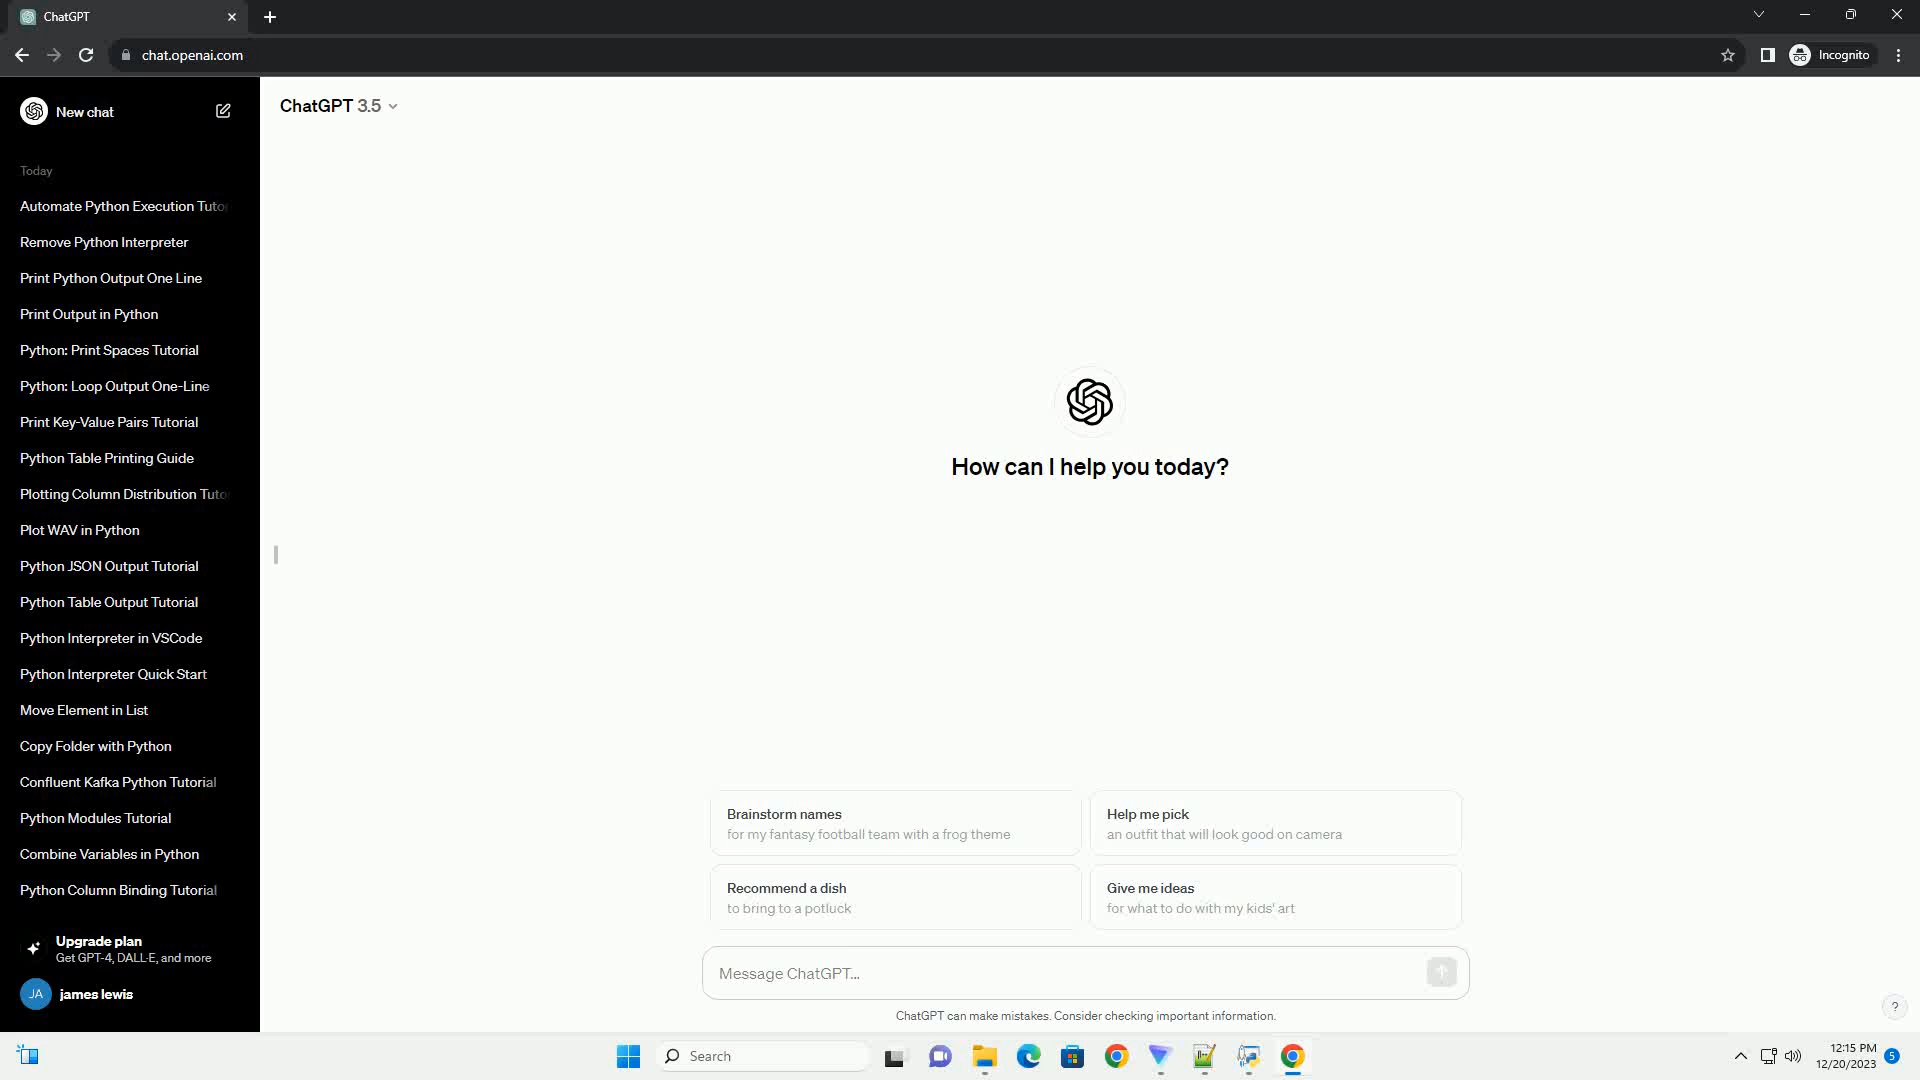 ChatGPT
chat.openai.com
Incognito
New chat
ChatGPT 3.5
Today
Automate Python Execution
Remove Python Interpreter
Print Python Output One Line
Print Output in Python
Python: Print Spaces Tutorial
Python: Loop Output One-Line
Print Key-Value Pairs Tutorial
Python Table Printing Guide
Plotting Column Distribution
Plot WAV in Python
Python JSON Output Tutorial
Python Table Output Tutorial
Python Interpreter in VSCode
Python Interpreter Quick Start
Move Element in List
Copy Folder with Python
Confluent Kafka Python Tutorial
Python Modules Tutorial
Combine Variables in Python
Python Column Binding Tutorial
Upgrade plan
Get GPT-4, DALL·E, and more
JA
james lewis
How can I help you today?
Brainstorm names
for my fantasy football team with a frog theme
Help me pick
an outfit that will look good on camera
Recommend a dish
to bring to a potluck
Give me ideas
for what to do with my kids' art
Message ChatGPT...
ChatGPT can make mistakes. Consider checking important information.
?
Search
12:15 PM
12/20/2023
5